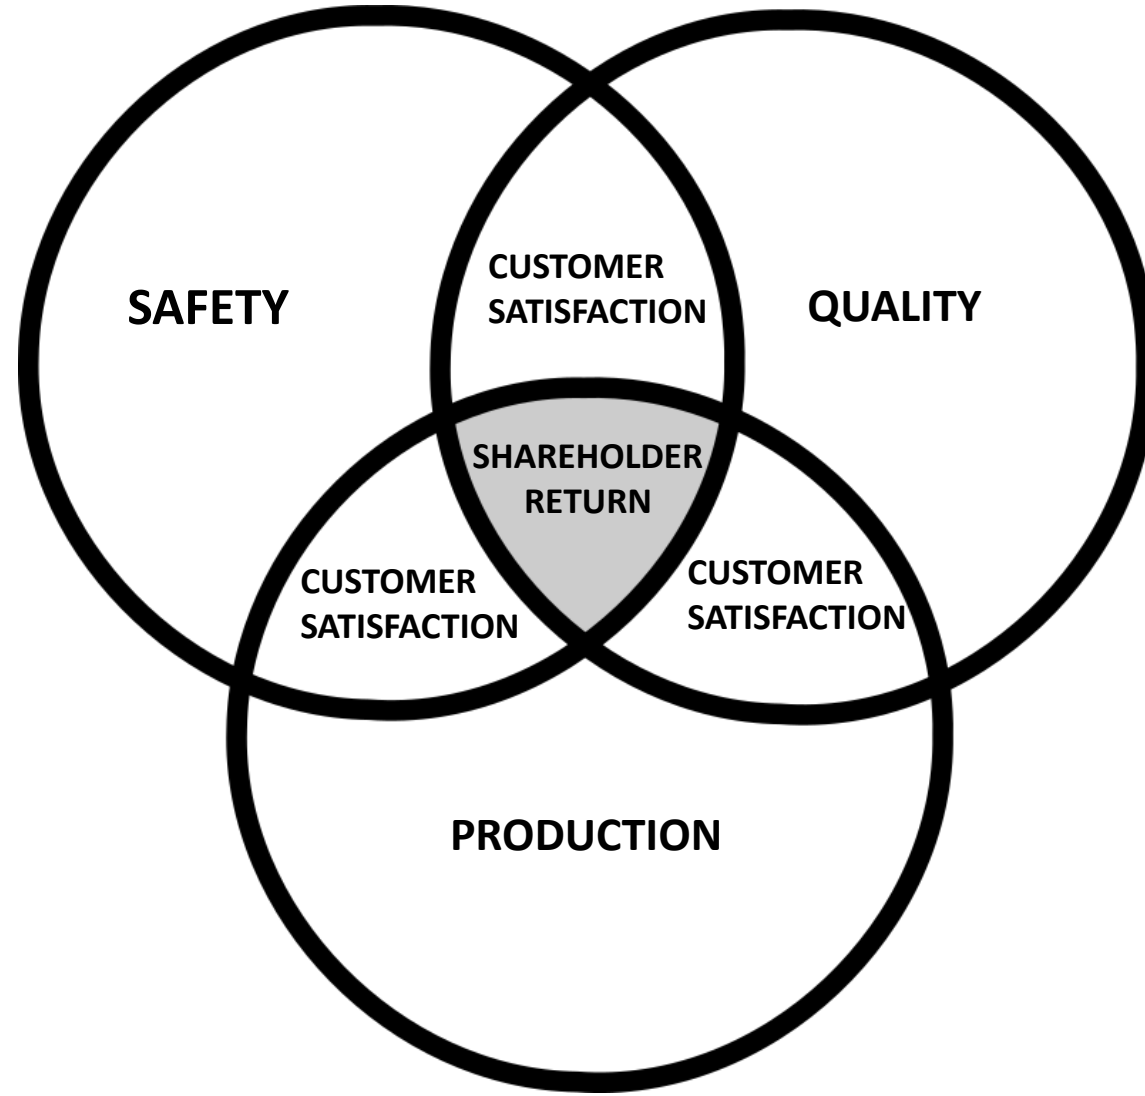 CUSTOMER
SATISFACTION
SAFETY
QUALITY
SHAREHOLDER
RETURN
CUSTOMER
SATISFACTION
CUSTOMER
SATISFACTION
PRODUCTION